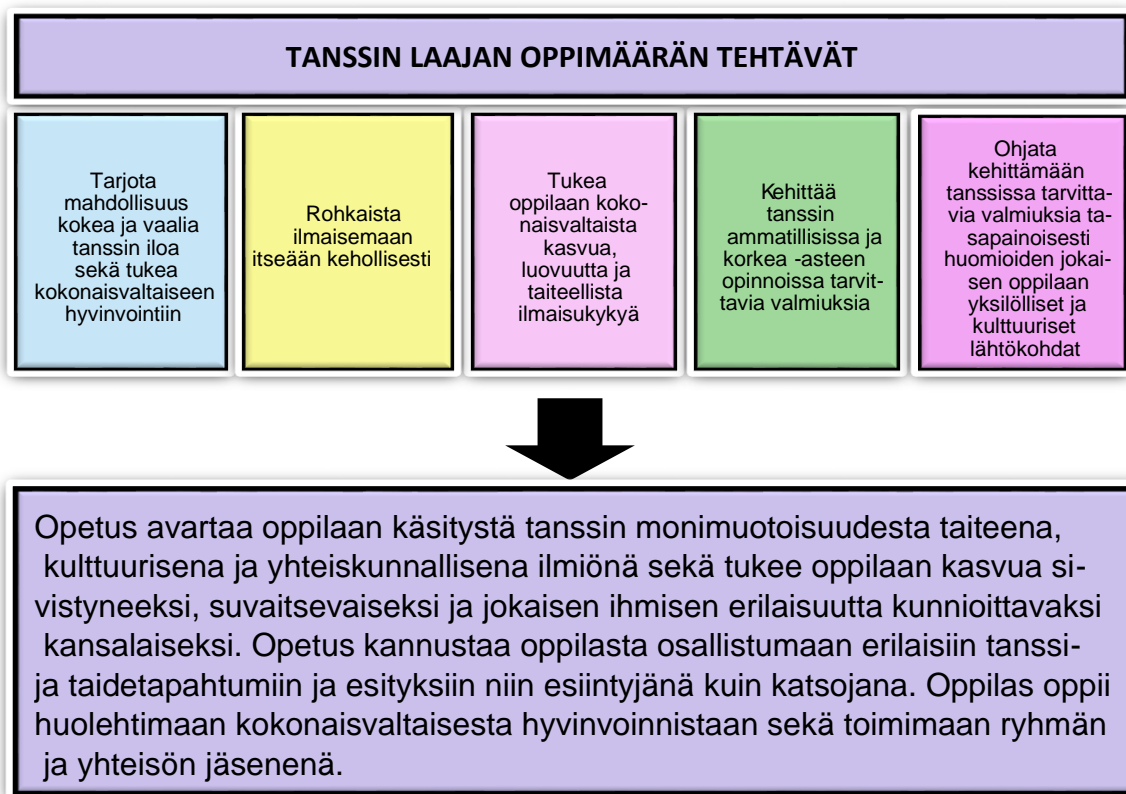 TANSSIN LAAJAN OPPIMÄÄRÄN TEHTÄVÄT
Tarjota
mahdollisuus
kokea ja vaalia
tanssin iloa
sekä tukea
kokonaisvaltaiseen
hyvinvointiin
Rohkaista
ilmaisemaan
itseään kehollisesti
Tukea
oppilaan koko-
naisvaltaista
kasvua,
luovuutta ja
taiteellista
ilmaisukykyä
Kehittää
tanssin
ammatillisissa ja
korkea -asteen
opinnoissa tarvit-
tavia valmiuksia
Ohjata
kehittämään
tanssissa tarvitta-
via valmiuksia ta-
sapainoisesti
huomioiden jokai-
sen oppilaan
yksilölliset ja
kulttuuriset
lähtökohdat
Opetus avartaa oppilaan käsitystä tanssin monimuotoisuudesta taiteena,
kulttuurisena ja yhteiskunnallisena ilmiönä sekä tukee oppilaan kasvua si-
vistyneeksi, suvaitsevaiseksi ja jokaisen ihmisen erilaisuutta kunnioittavaksi
kansalaiseksi. Opetus kannustaa oppilasta osallistumaan erilaisiin tanssi-
ja taidetapahtumiin ja esityksiin niin esiintyjänä kuin katsojana. Oppilas oppii
huolehtimaan kokonaisvaltaisesta hyvinvoinnistaan sekä toimimaan ryhmän
ja yhteisön jäsenenä.